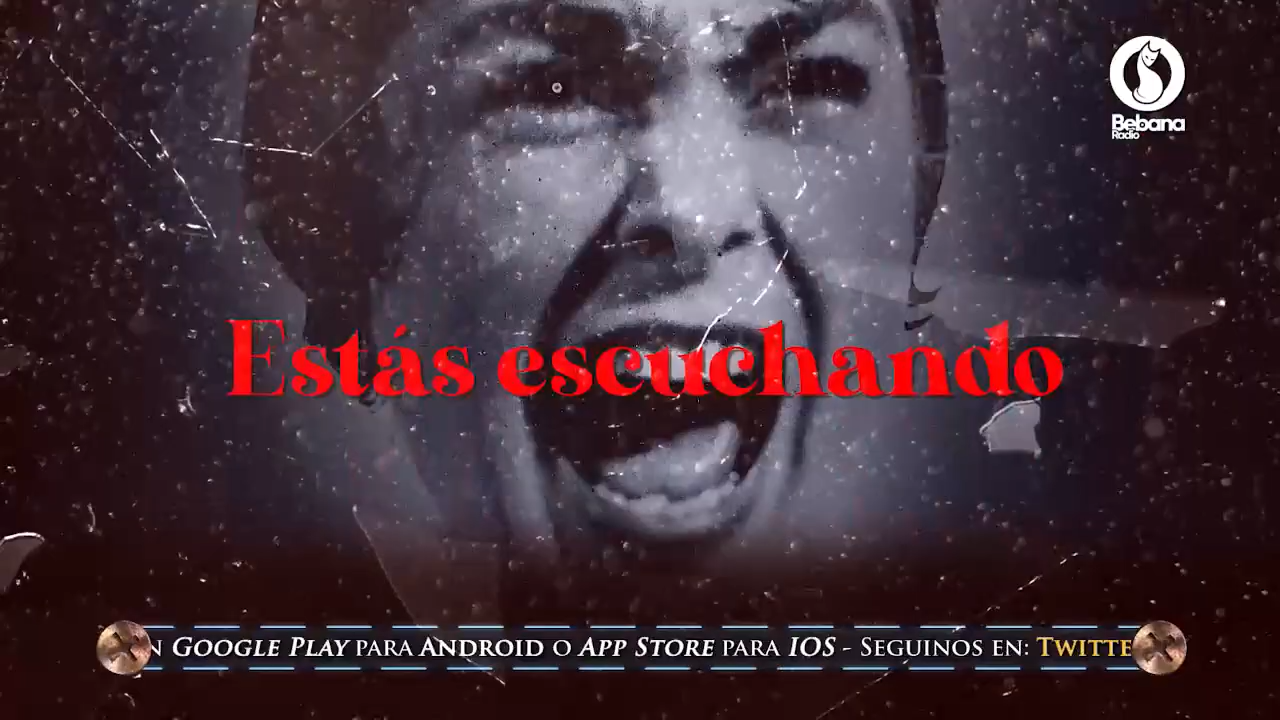 Bebana
Radio
Estás escuchando
N GOOGLE PLAY PARA ANDROID O APP STORE PARA IOS - SEGUINOS EN: TWITTE